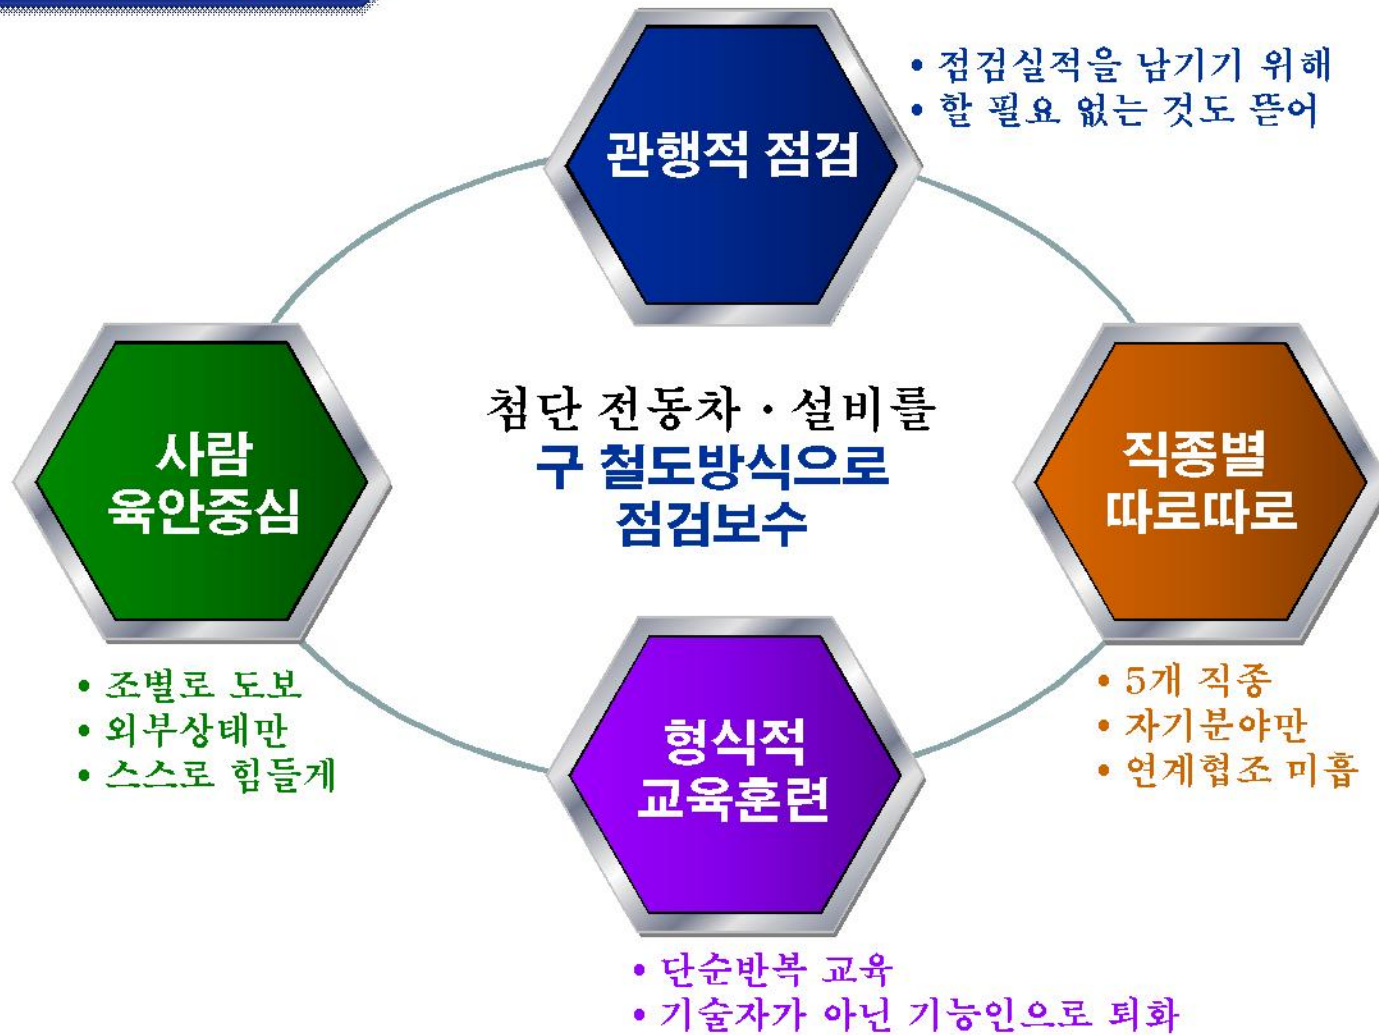 • 점검실적을 남기기 위해
• 할 필요 없는 것도 뜯어
관행적 점검
첨단 전동차 · 설비를
구 철도방식으로
점검보수
사람
육안중심
• 조별로 도보
• 외부상태만
• 스스로 힘들게
직종별
따로따로
• 5개 직종
• 자기분야만
• 연계협조 미흡
형식적
교육훈련
• 단순반복 교육
• 기술자가 아닌 기능인으로 퇴화